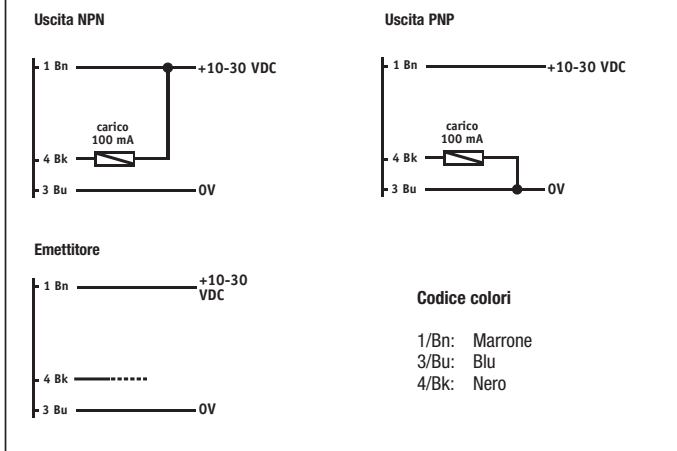 Uscita NPN
1 Bn
+10-30 VDC
carico
100 mA
4 Bk
3 Bu
0V
Uscita PNP
1 Bn
+10-30 VDC
carico
100 mA
4 Bk
3 Bu
0V
Emettitore
1 Bn
+10-30
VDC
4 Bk
3 Bu
0V
Codice colori
1/Bn: Marrone
3/Bu: Blu
4/Bk: Nero